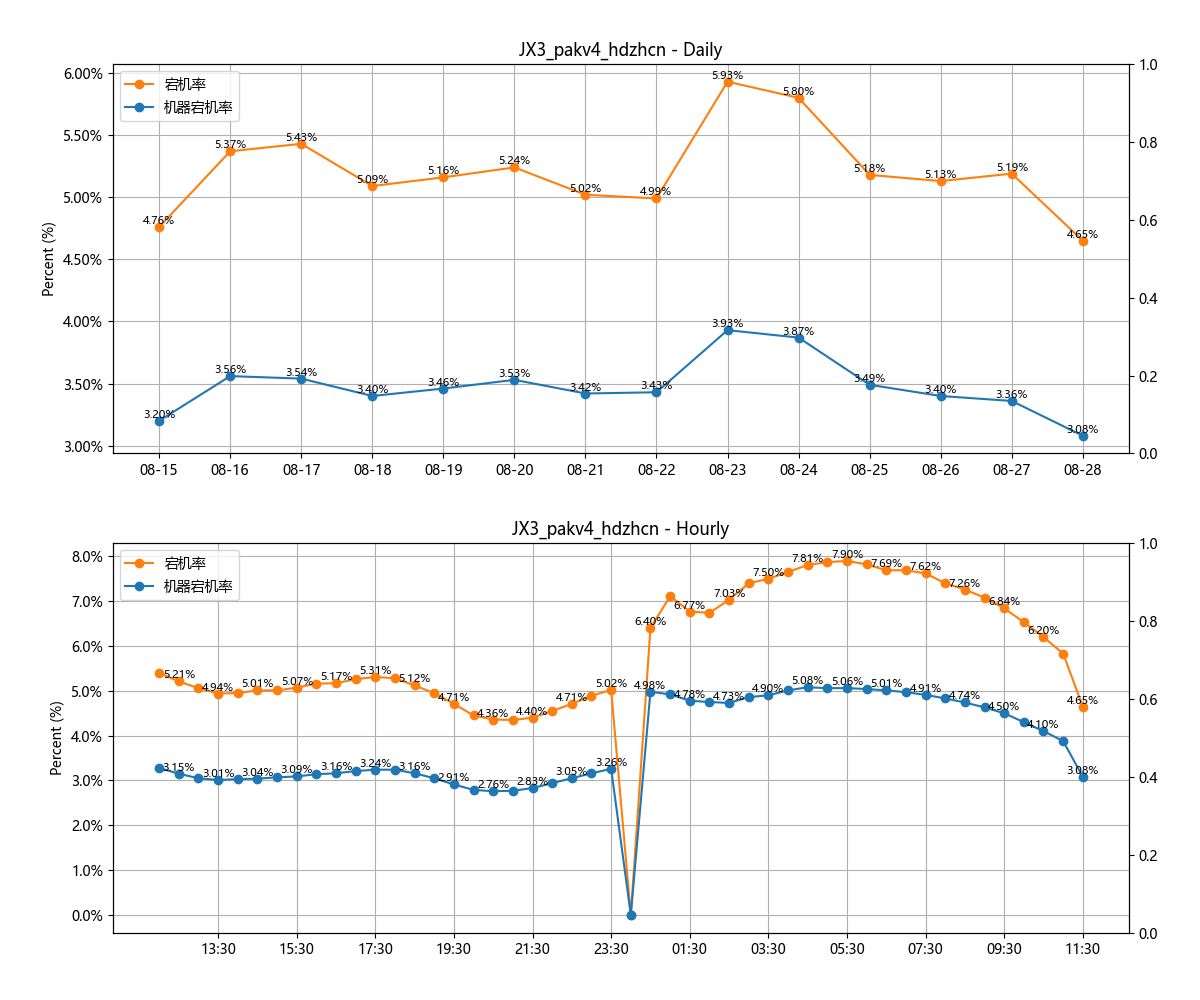 JX3_pakv4_hdzhcn - Daily
宕机率
机器宕机率
Percent (%)
6.00%
5.50%
5.00%
4.50%
4.00%
3.50%
3.00%
1.0
0.8
0.6
0.4
0.2
0.0
4.76% 5.37% 5.43% 5.09% 5.16% 5.24% 5.02% 4.99% 5.93% 5.80% 5.18% 5.13% 5.19% 4.65%
3.20% 3.56% 3.54% 3.40% 3.46% 3.53% 3.42% 3.43% 3.93% 3.87% 3.49% 3.40% 3.36% 3.08%
08-15 08-16 08-17 08-18 08-19 08-20 08-21 08-22 08-23 08-24 08-25 08-26 08-27 08-28
JX3_pakv4_hdzhcn - Hourly
宕机率
机器宕机率
Percent (%)
8.0%
7.0%
6.0%
5.0%
4.0%
3.0%
2.0%
1.0%
0.0%
1.0
0.8
0.6
0.4
0.2
0.0
5.21% 4.94% 5.01% 5.07% 5.17% 5.31% 5.12% 4.71% 4.36% 4.40% 4.71% 5.02% 6.40% 6.77% 7.03% 7.50% 7.81% 7.90% 7.69% 7.62% 7.26% 6.84% 6.20% 4.65%
3.15% 3.01% 3.04% 3.09% 3.16% 3.24% 3.16% 2.91% 2.76% 2.83% 3.05% 3.26% 4.98% 4.78% 4.73% 4.90% 5.08% 5.06% 5.01% 4.91% 4.74% 4.50% 4.10% 3.08%
13:30 15:30 17:30 19:30 21:30 23:30 01:30 03:30 05:30 07:30 09:30 11:30